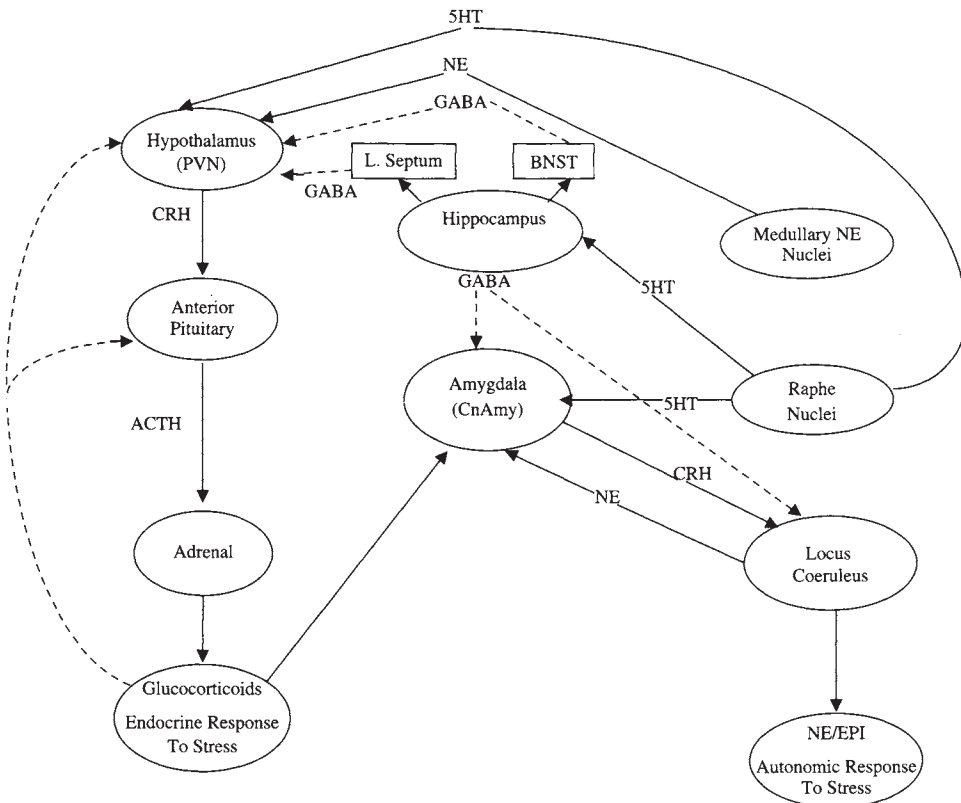 5HT
NE
GABA
Hypothalamus
(PVN)
L. Septum
BNST
GABA
CRH
Hippocampus
Medullary NE
Nuclei
GABA
5HT
Anterior
Pituitary
Amygdala
(CnAmy)
5HT
Raphe
Nuclei
ACTH
CRH
NE
Adrenal
Locus
Coeruleus
Glucocorticoids
Endocrine Response
To Stress
NE/EPI
Autonomic Response
To Stress